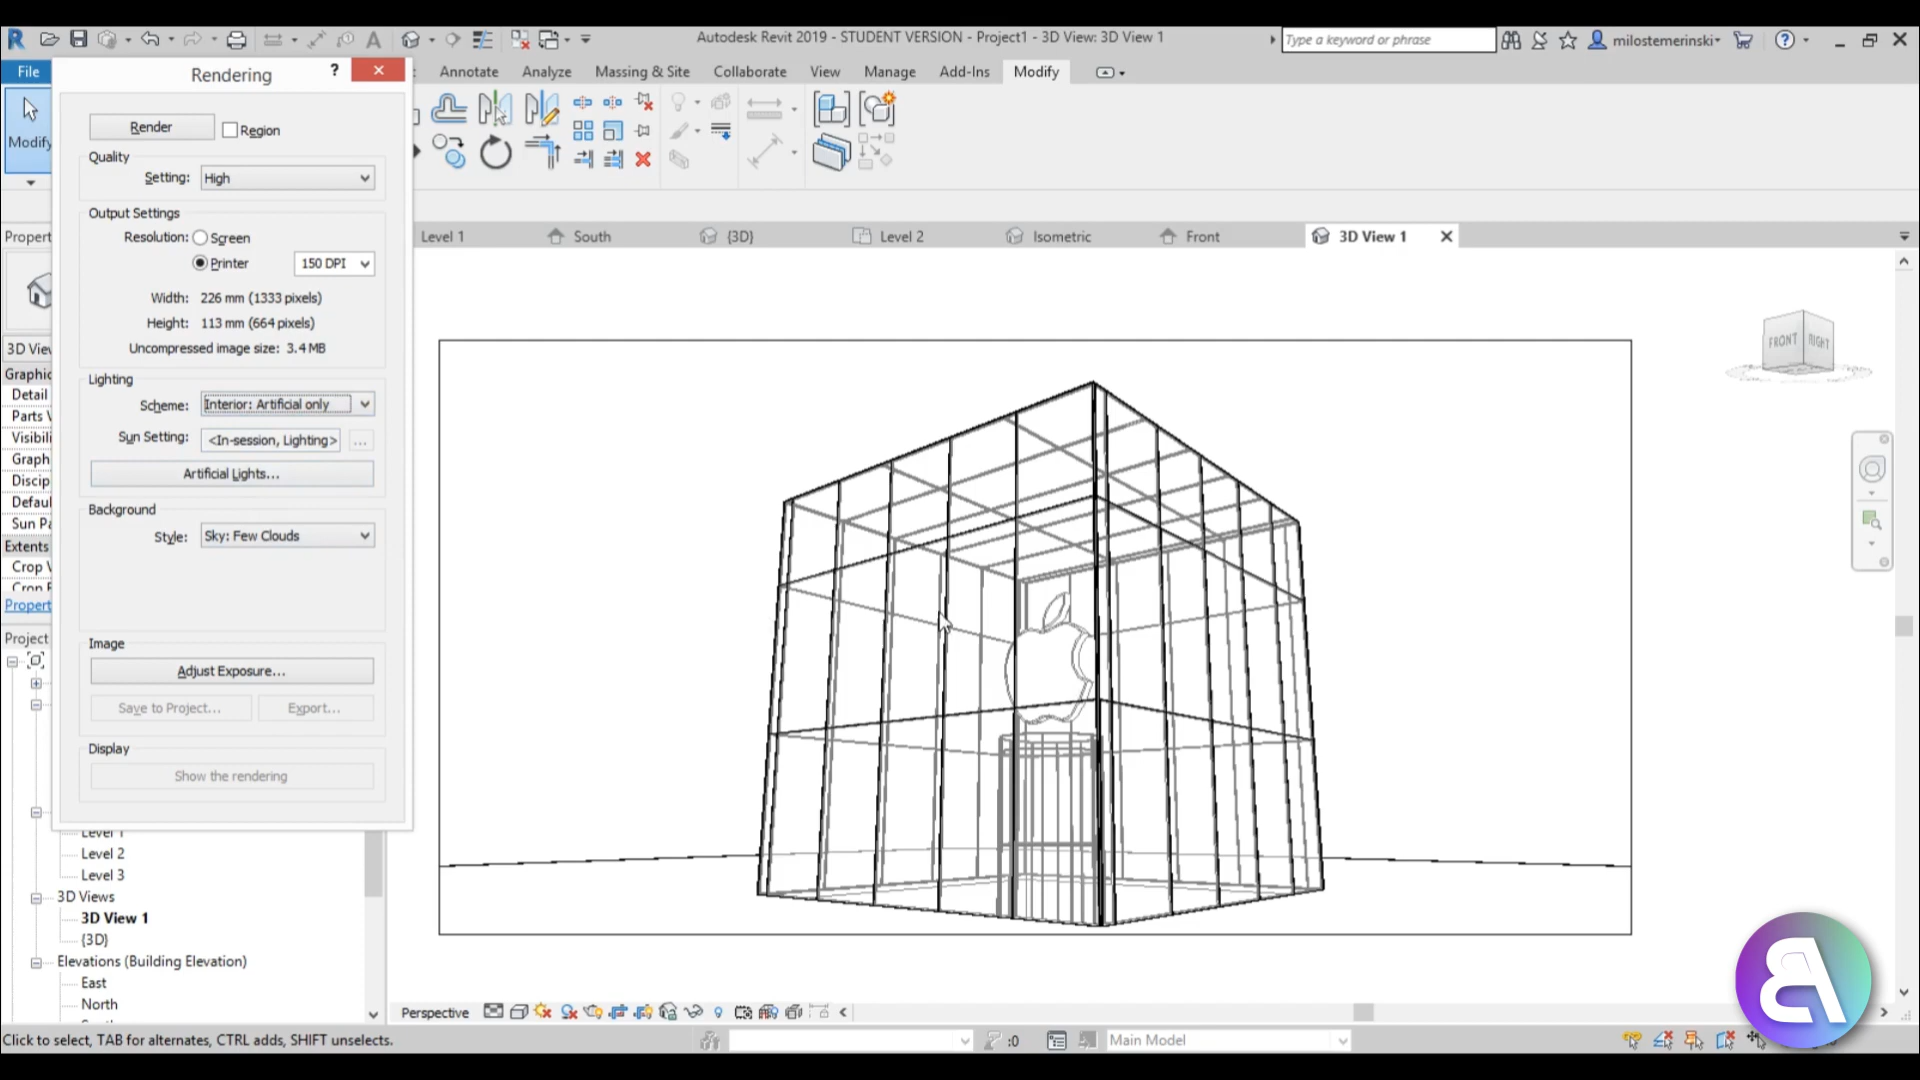 Autodesk Revit 2019 - STUDENT VERSION - Project1 - 3D View: 3D View 1
Type a keyword or phrase
milostemerinski
File
Annotate
Analyze
Massing & Site
Collaborate
View
Manage
Add-Ins
Modify
Modify
Rendering
?
Render
Region
Quality
Setting:
High
Output Settings
Resolution:
Screen
Printer
150 DPI
Width: 226 mm (1333 pixels)
Height: 113 mm (664 pixels)
Uncompressed image size: 3.4 MB
Lighting
Scheme:
Interior: Artificial only
Sun Setting:
<In-session, Lighting>
...
Artificial Lights...
Background
Style:
Sky: Few Clouds
Image
Adjust Exposure...
Save to Project...
Export...
Display
Show the rendering
Level 1
South
{3D}
Level 2
Isometric
Front
3D View 1
FRONT
RIGHT
Propert
3D Viev
Graphic
Detail
Parts V
Visibili
Graph
Discip
Defaul
Sun Pa
Extents
Crop V
Propert
Project
Level 1
Level 2
Level 3
3D Views
3D View 1
{3D}
Elevations (Building Elevation)
East
North
Perspective
Click to select, TAB for alternates, CTRL adds, SHIFT unselects.
:0
Main Model